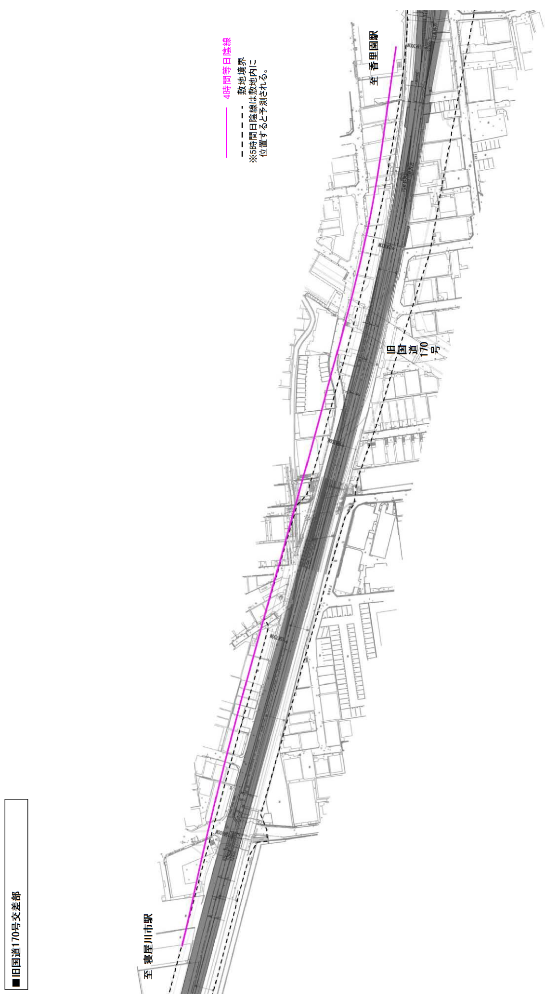 ■旧国道170号交差部
4時間等日陰線
敷地境界
※5時間日陰線は敷地内に
位置すると予測される。
至 寝屋川市駅
至 香里園駅
旧国道170号